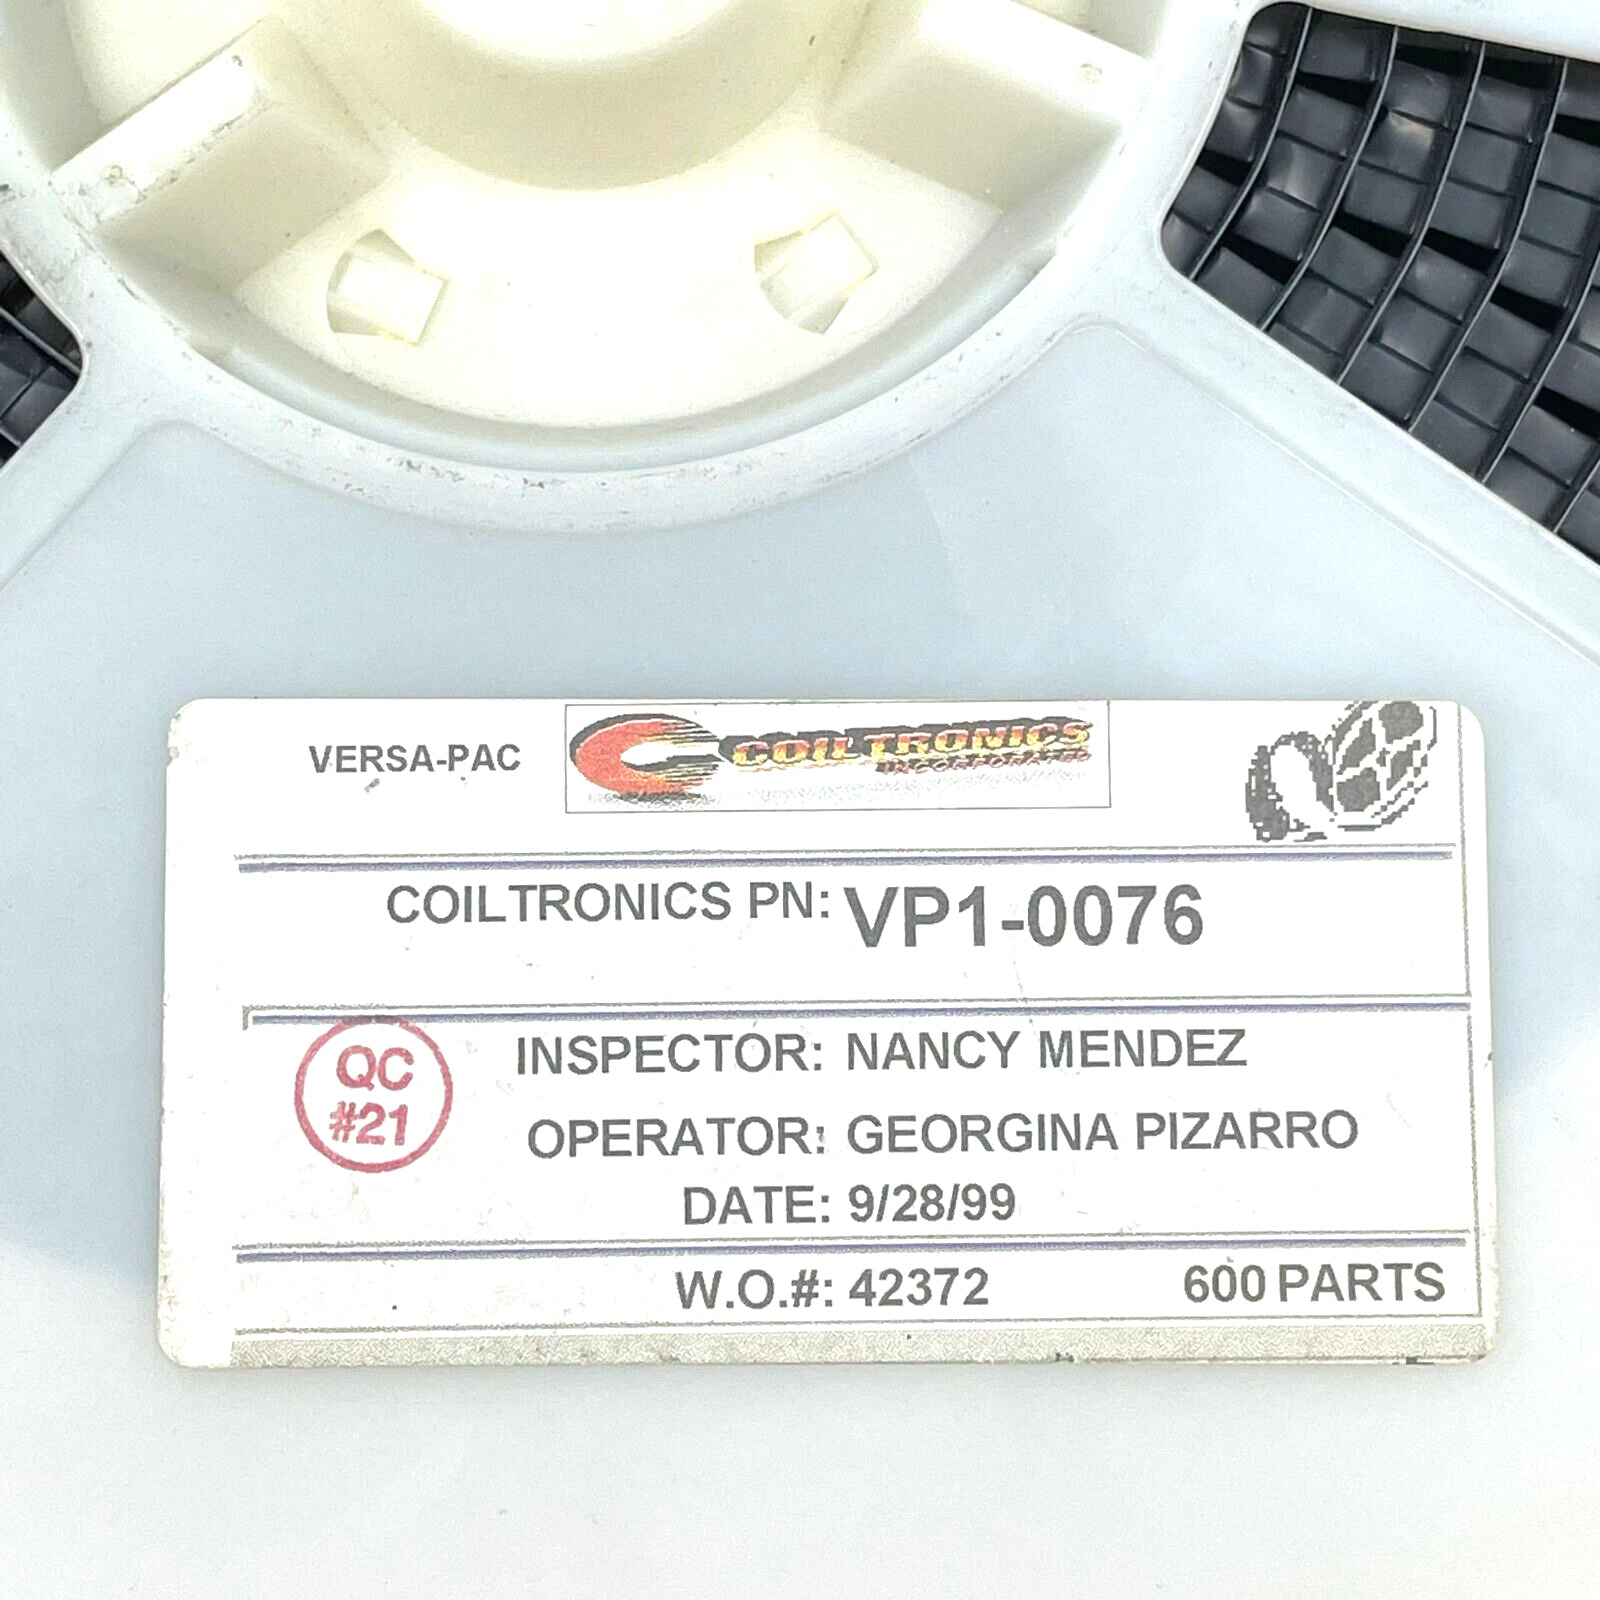 VERSA-PAC
COILTRONICS
INCORPORATED
COILTRONICS PN: VP1-0076
QC
#21
INSPECTOR: NANCY MENDEZ
OPERATOR: GEORGINA PIZARRO
DATE: 9/28/99
W.O.#: 42372 600 PARTS